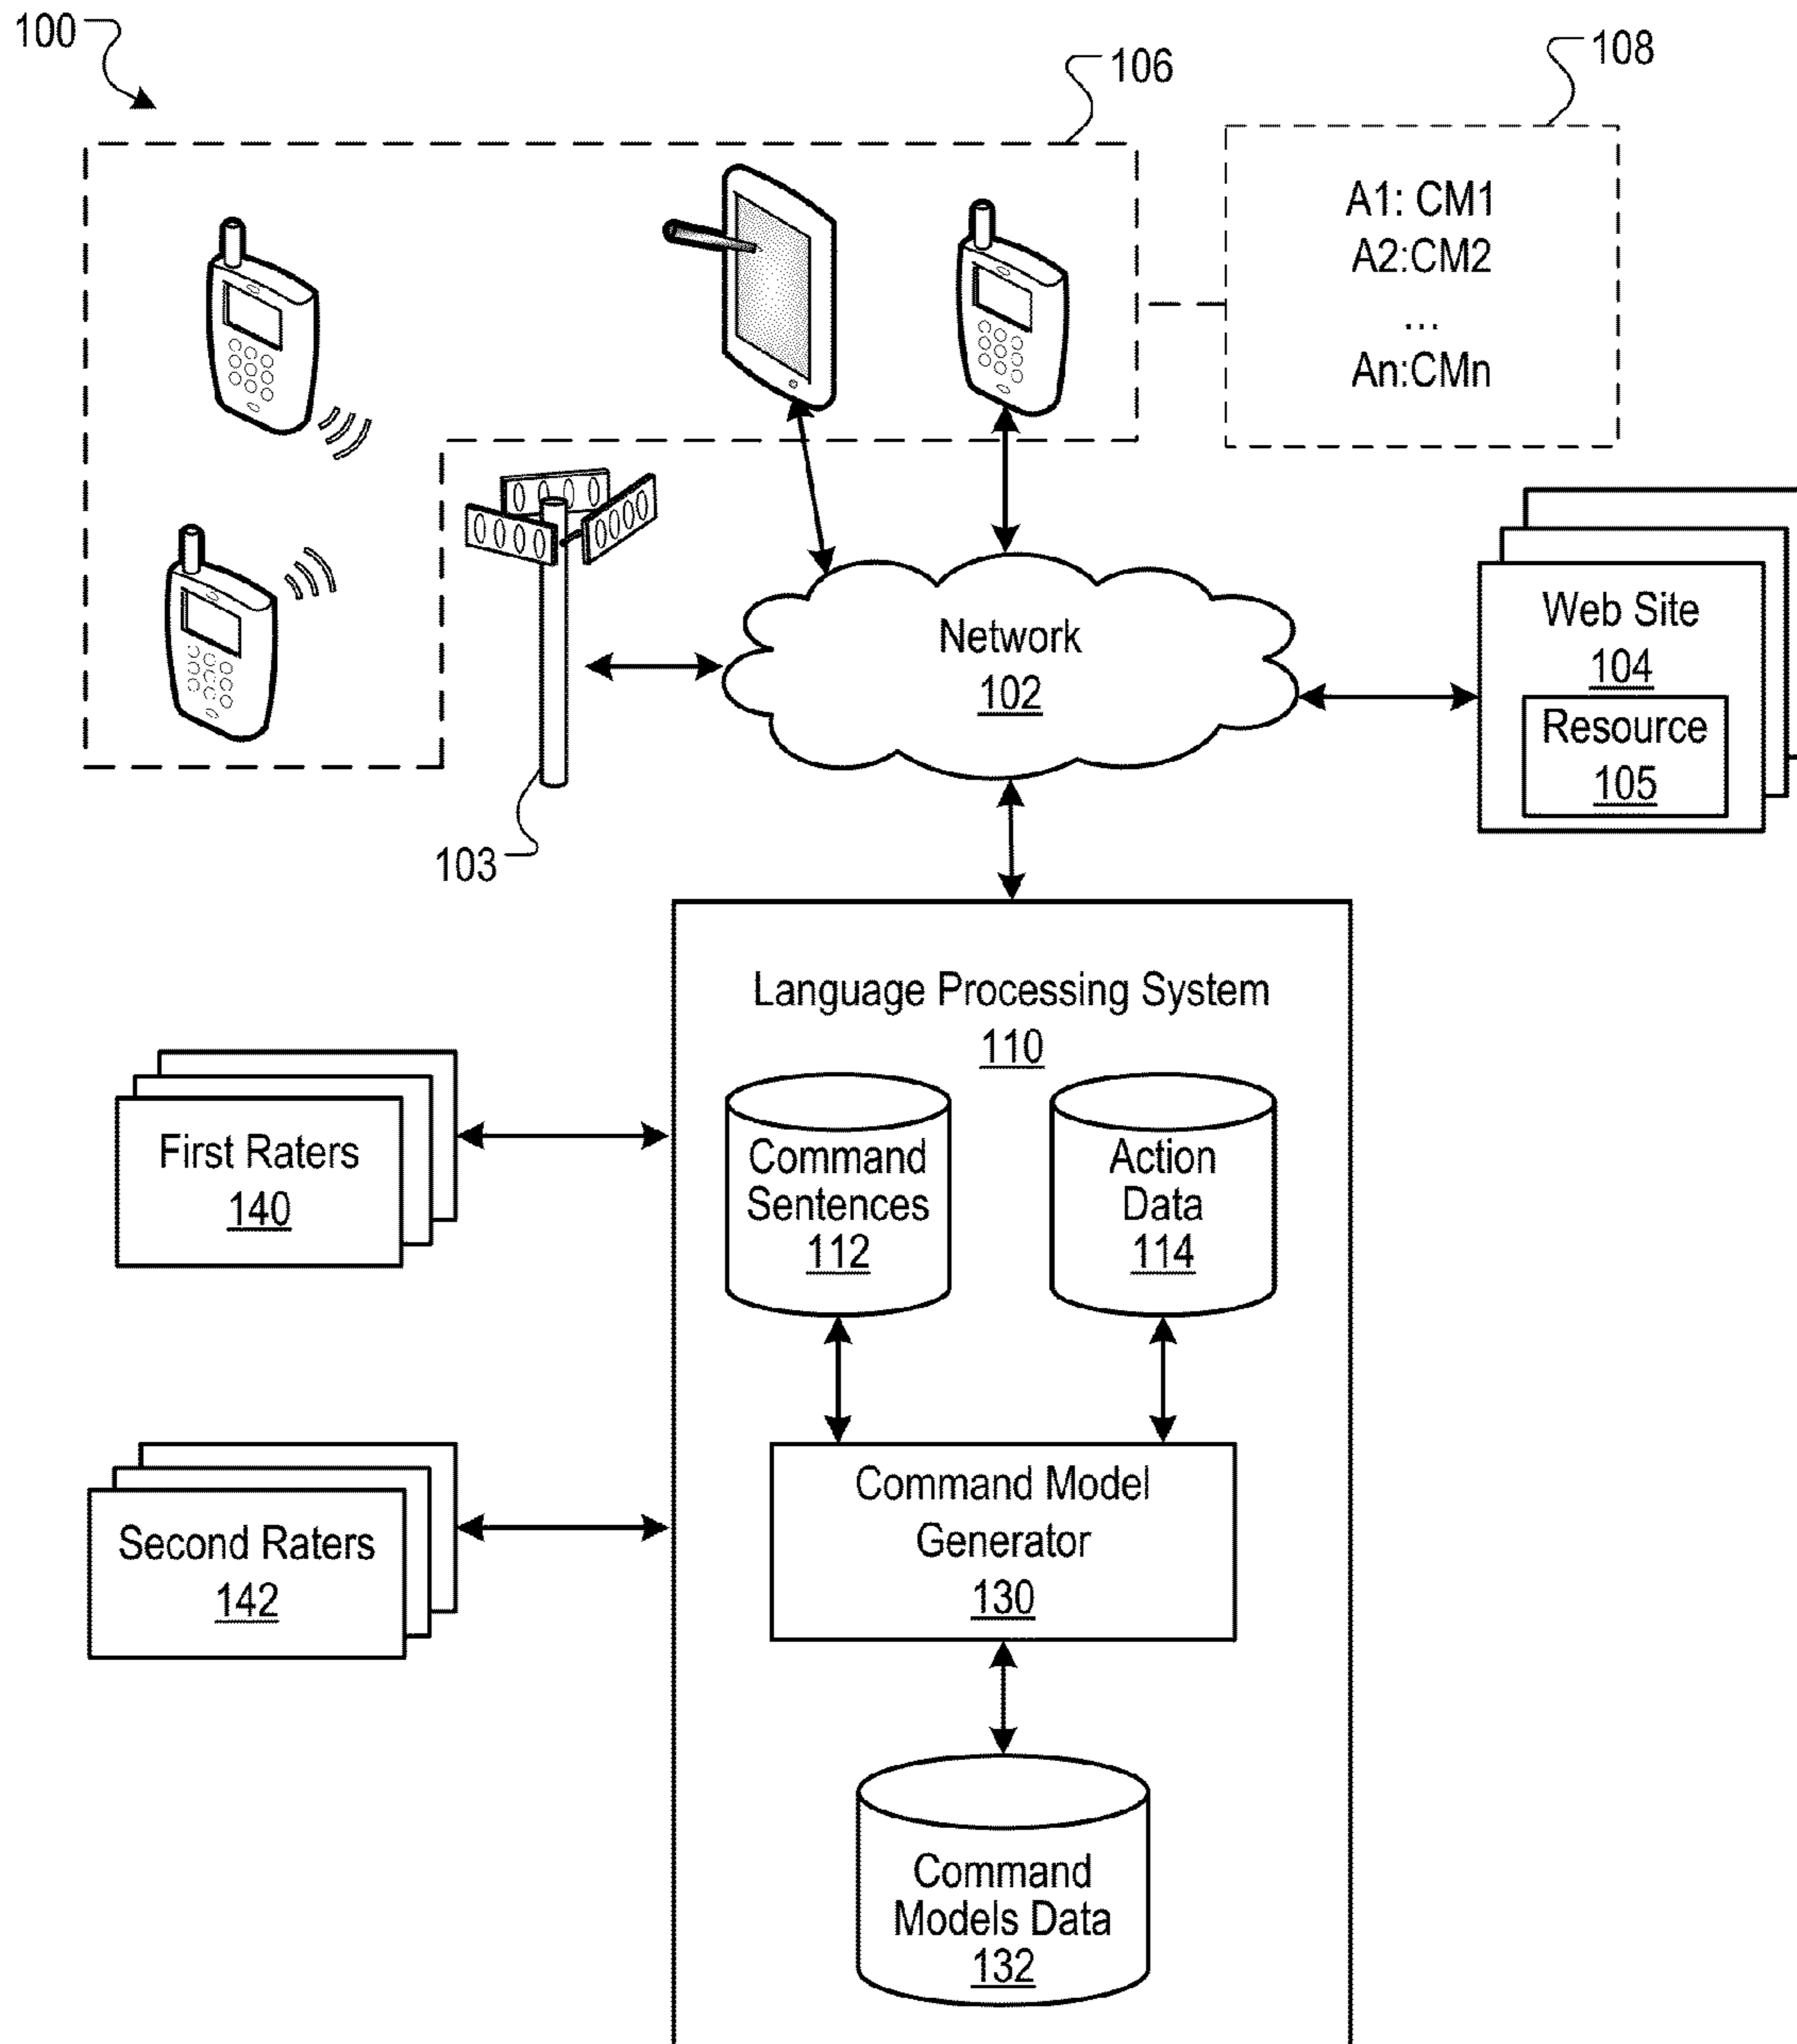 100
106
108
A1: CM1
A2:CM2
...
An:CMn
Network
102
Web Site
104
Resource
105
103
Language Processing System
110
First Raters
140
Command
Sentences
112
Action
Data
114
Second Raters
142
Command Model
Generator
130
Command
Models Data
132